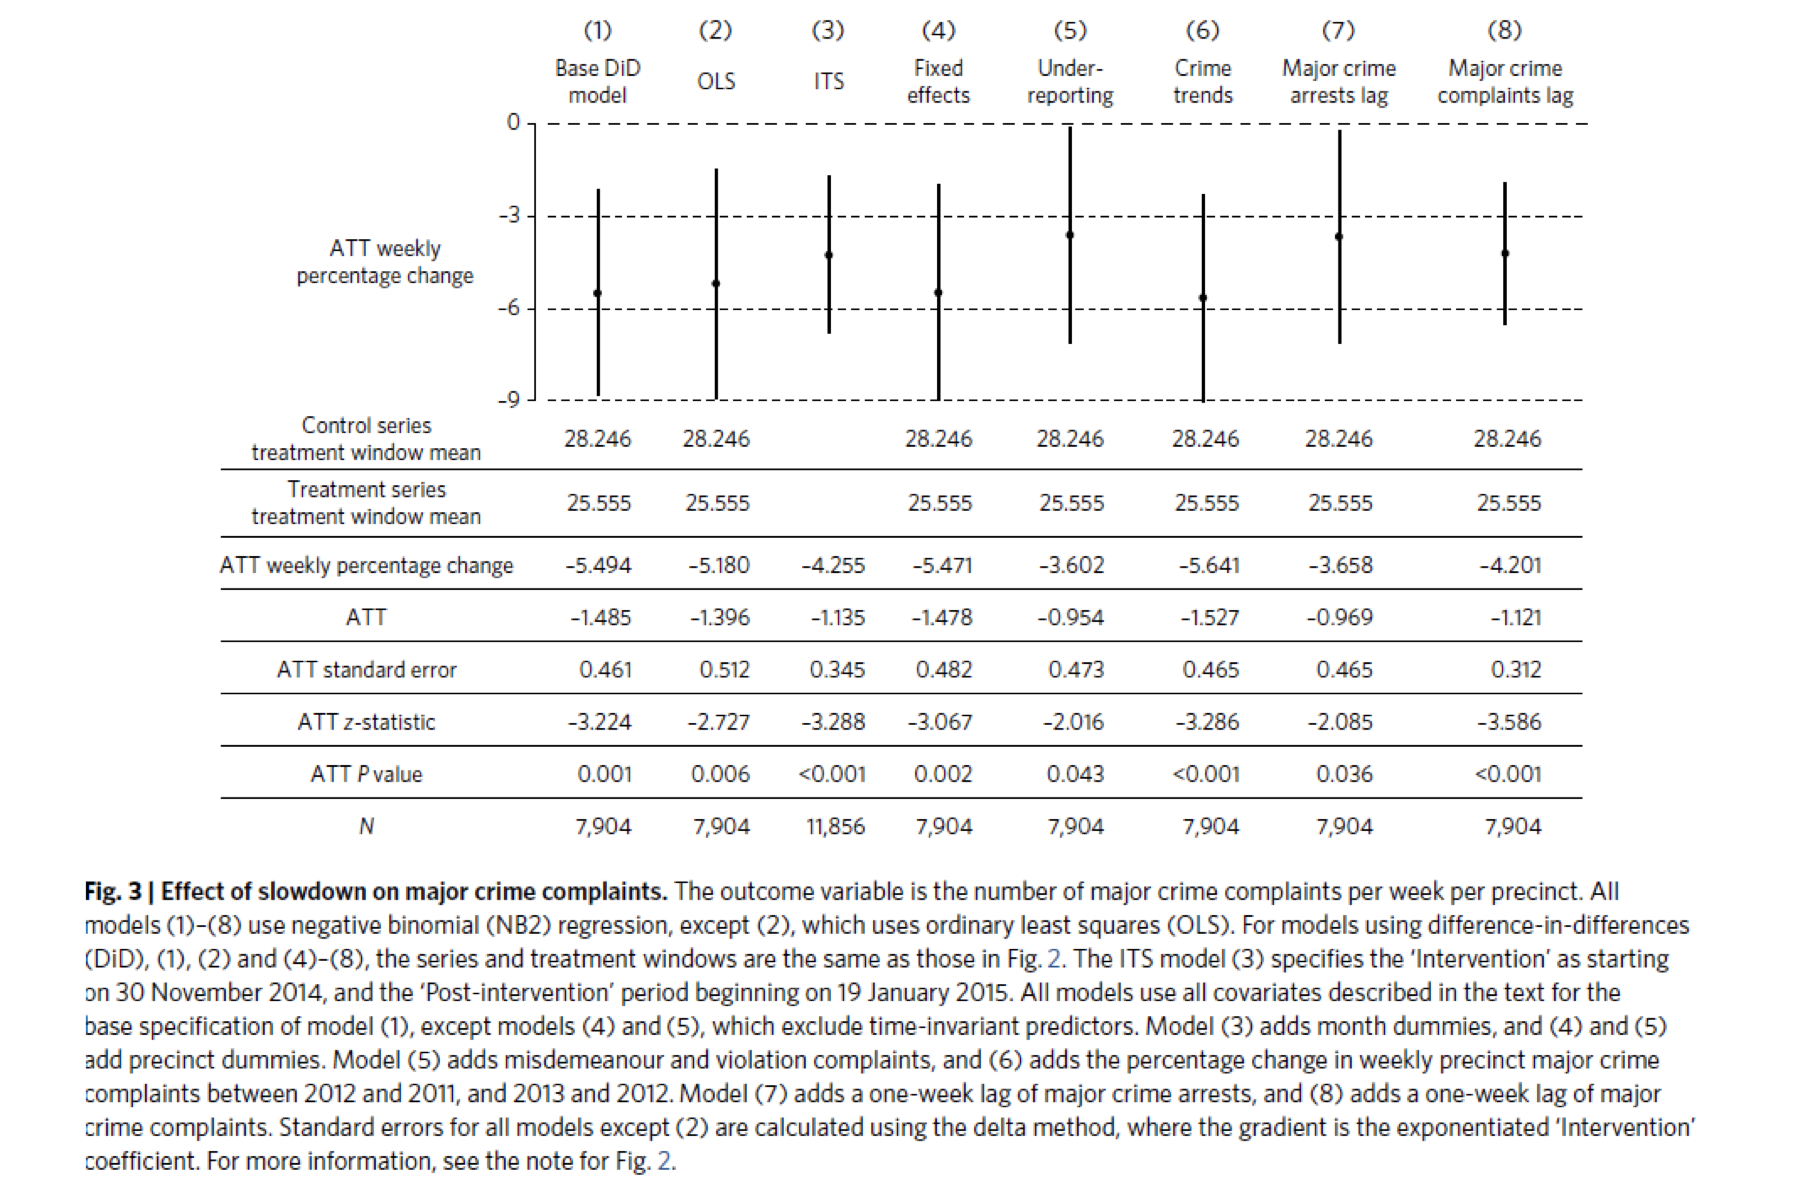 (1) (2) (3) (4) (5) (6) (7) (8)
Base DiD model OLS ITS Fixed effects Under-reporting Crime trends Major crime arrests lag Major crime complaints lag
0
-3
ATT weekly
percentage change
-6
-9
Control series
treatment window mean 28.246 28.246 28.246 28.246 28.246 28.246 28.246
Treatment series
treatment window mean 25.555 25.555 25.555 25.555 25.555 25.555 25.555
ATT weekly percentage change -5.494 -5.180 -4.255 -5.471 -3.602 -5.641 -3.658 -4.201
ATT -1.485 -1.396 -1.135 -1.478 -0.954 -1.527 -0.969 -1.121
ATT standard error 0.461 0.512 0.345 0.482 0.473 0.465 0.465 0.312
ATT z-statistic -3.224 -2.727 -3.288 -3.067 -2.016 -3.286 -2.085 -3.586
ATT P value 0.001 0.006 <0.001 0.002 0.043 <0.001 0.036 <0.001
N 7,904 7,904 11,856 7,904 7,904 7,904 7,904 7,904
Fig. 3 | Effect of slowdown on major crime complaints. The outcome variable is the number of major crime complaints per week per precinct. All
models (1)–(8) use negative binomial (NB2) regression, except (2), which uses ordinary least squares (OLS). For models using difference-in-differences
(DiD), (1), (2) and (4)–(8), the series and treatment windows are the same as those in Fig. 2. The ITS model (3) specifies the 'Intervention' as starting
on 30 November 2014, and the 'Post-intervention' period beginning on 19 January 2015. All models use all covariates described in the text for the
base specification of model (1), except models (4) and (5), which exclude time-invariant predictors. Model (3) adds month dummies, and (4) and (5)
add precinct dummies. Model (5) adds misdemeanour and violation complaints, and (6) adds the percentage change in weekly precinct major crime
complaints between 2012 and 2011, and 2013 and 2012. Model (7) adds a one-week lag of major crime arrests, and (8) adds a one-week lag of major
crime complaints. Standard errors for all models except (2) are calculated using the delta method, where the gradient is the exponentiated 'Intervention'
coefficient. For more information, see the note for Fig. 2.